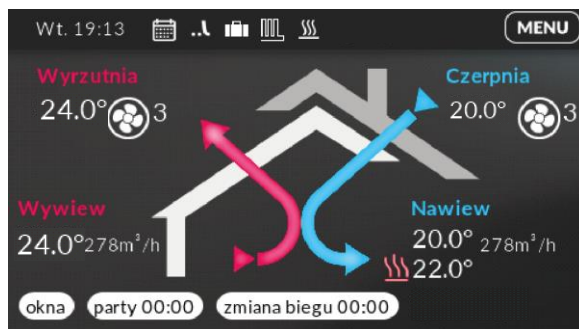 Wt. 19:13 MENU
Wyrzutnia Czerpnia
24.0° 3 20.0° 3
Wywiew Nawiew
24.0° 278m³/h 20.0° 278m³/h
22.0°
okna party 00:00 zmiana biegu 00:00